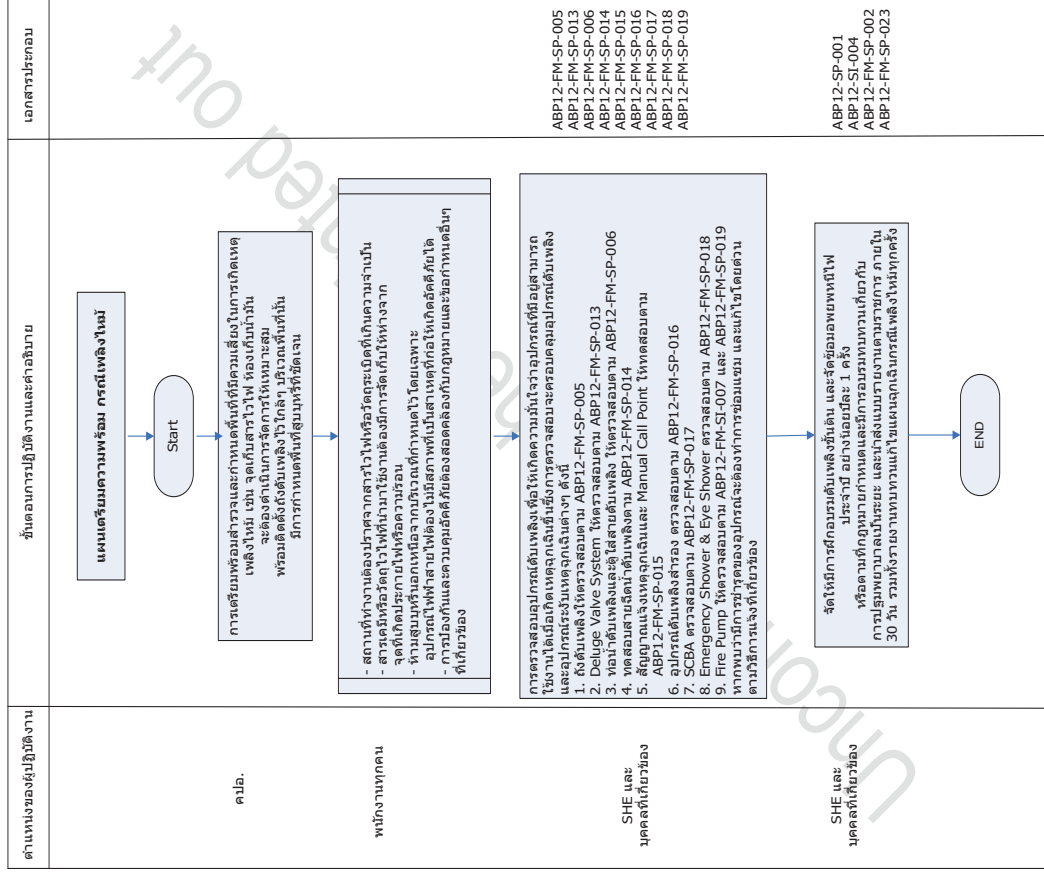 ตำแหน่งของผู้ปฏิบัติงาน
ขั้นตอนการปฏิบัติงานและคำอธิบาย
เอกสารประกอบ
แผนเตรียมความพร้อม กรณีเพลิงไหม้
Start
คปอ.
การเตรียมพร้อมสำรวจและกำหนดพื้นที่ที่มีความเสี่ยงในการเกิดเหตุ
เพลิงไหม้ เช่น จุดเก็บสารไวไฟ ห้องเก็บน้ำมัน
จะต้องดำเนินการจัดการให้เหมาะสม
พร้อมติดตั้งถังดับเพลิงไว้ใกล้ๆ บริเวณพื้นที่นั้น
มีการกำหนดพื้นที่สูบบุหรี่ที่ชัดเจน
พนักงานทุกคน
- สถานที่ทำงานต้องปราศจากสารไวไฟหรือวัตถุระเบิดที่เกินความจำเป็น
- สารเคมีหรือวัตถุไวไฟที่นำมาใช้งานต้องมีการจัดเก็บให้ห่างจาก
จุดที่เกิดประกายไฟหรือความร้อน
- ห้ามสูบบุหรี่นอกเหนือจากบริเวณที่กำหนดไว้โดยเฉพาะ
อุปกรณ์ไฟฟ้าสายไฟต้องไม่มีสภาพที่เป็นสาเหตุที่ก่อให้เกิดอัคคีภัยได้
- การป้องกันและควบคุมอัคคีภัยต้องสอดคล้องกับกฎหมายและข้อกำหนดอื่นๆ
ที่เกี่ยวข้อง
SHE และ
บุคคลที่เกี่ยวข้อง
การตรวจสอบอุปกรณ์ดับเพลิงเพื่อให้เกิดความมั่นใจว่าอุปกรณ์ที่มีอยู่สามารถ
ใช้งานได้เมื่อเกิดเหตุฉุกเฉินขึ้นซึ่งการตรวจสอบจะครอบคลุมอุปกรณ์ดับเพลิง
และอุปกรณ์ระงับเหตุฉุกเฉินต่างๆ ดังนี้
1. ถังดับเพลิงให้ตรวจสอบตาม ABP12-FM-SP-005
2. Deluge Valve System ให้ตรวจสอบตาม ABP12-FM-SP-013
3. ท่อน้ำดับเพลิงและตู้ใส่สายดับเพลิง ให้ตรวจสอบตาม ABP12-FM-SP-006
4. ทดสอบสายฉีดน้ำดับเพลิงตาม ABP12-FM-SP-014
5. สัญญาณแจ้งเหตุฉุกเฉินและ Manual Call Point ให้ทดสอบตาม
ABP12-FM-SP-015
6. อุปกรณ์ดับเพลิงสำรอง ตรวจสอบตาม ABP12-FM-SP-016
7. SCBA ตรวจสอบตาม ABP12-FM-SP-017
8. Emergency Shower & Eye Shower ตรวจสอบตาม ABP12-FM-SP-018
9. Fire Pump ให้ตรวจสอบตาม ABP12-FM-SI-007 และ ABP12-FM-SP-019
หากพบว่ามีการชำรุดของอุปกรณ์จะต้องทำการซ่อมแซม และแก้ไขโดยด่วน
ตามวิธีการแจ้งที่เกี่ยวข้อง
ABP12-FM-SP-005
ABP12-FM-SP-013
ABP12-FM-SP-006
ABP12-FM-SP-014
ABP12-FM-SP-015
ABP12-FM-SP-016
ABP12-FM-SP-017
ABP12-FM-SP-018
ABP12-FM-SP-019
SHE และ
บุคคลที่เกี่ยวข้อง
จัดให้มีการฝึกอบรมดับเพลิงขั้นต้น และจัดซ้อมอพยพหนีไฟ
ประจำปี อย่างน้อยปีละ 1 ครั้ง
หรือตามที่กฎหมายกำหนดและมีการอบรมทบทวนเกี่ยวกับ
การปฐมพยาบาลเป็นระยะ และนำส่งแบบรายงานตามราชการ ภายใน
30 วัน รวมทั้งรายงานทบทวนแก้ไขแผนฉุกเฉินกรณีเพลิงไหม้ทุกครั้ง
ABP12-SP-001
ABP12-SI-004
ABP12-FM-SP-002
ABP12-FM-SP-023
END